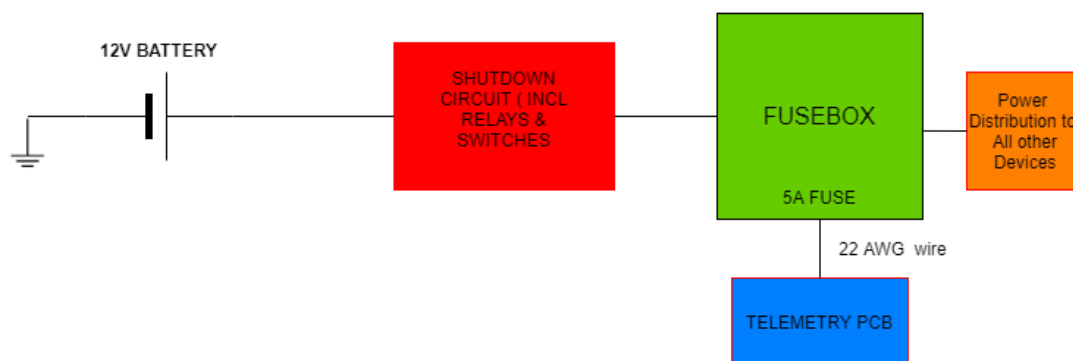 12V BATTERY
SHUTDOWN
CIRCUIT ( INCL
RELAYS &
SWITCHES
FUSEBOX
5A FUSE
Power
Distribution to
All other
Devices
22 AWG wire
TELEMETRY PCB